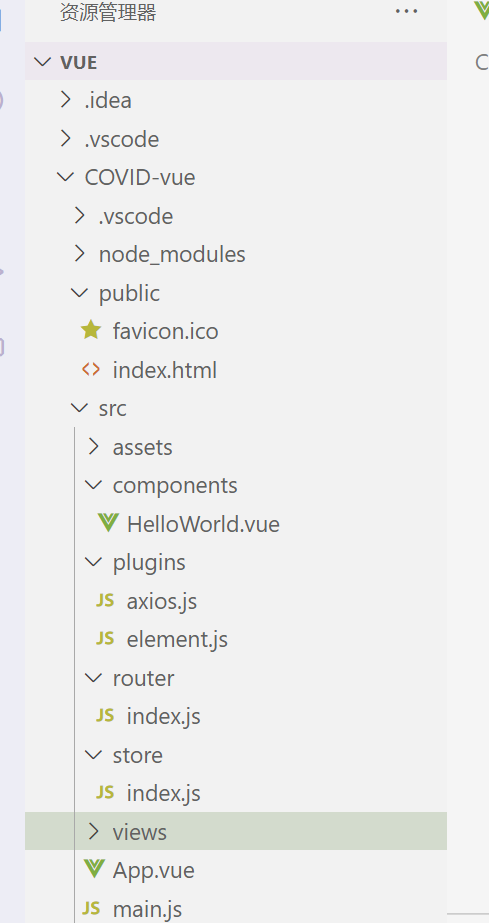 资源管理器 ...
C
VUE
.idea
.vscode
COVID-vue
.vscode
node_modules
public
favicon.ico
<> index.html
src
assets
components
HelloWorld.vue
plugins
JS axios.js
JS element.js
router
JS index.js
store
JS index.js
views
App.vue
JS main.js